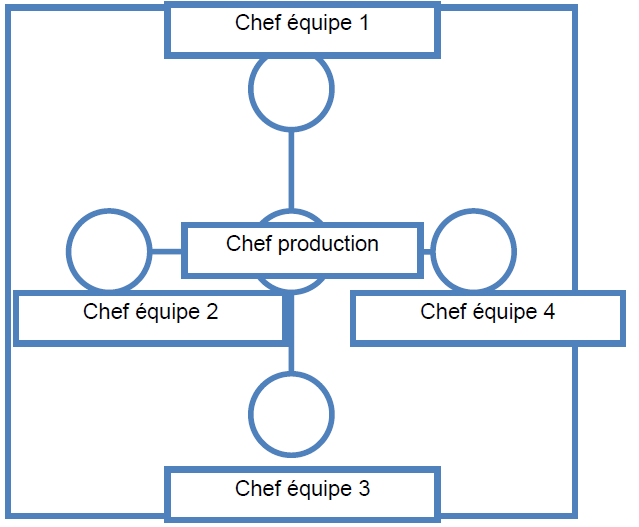 Chef équipe 1
Chef production
Chef équipe 2
Chef équipe 4
Chef équipe 3